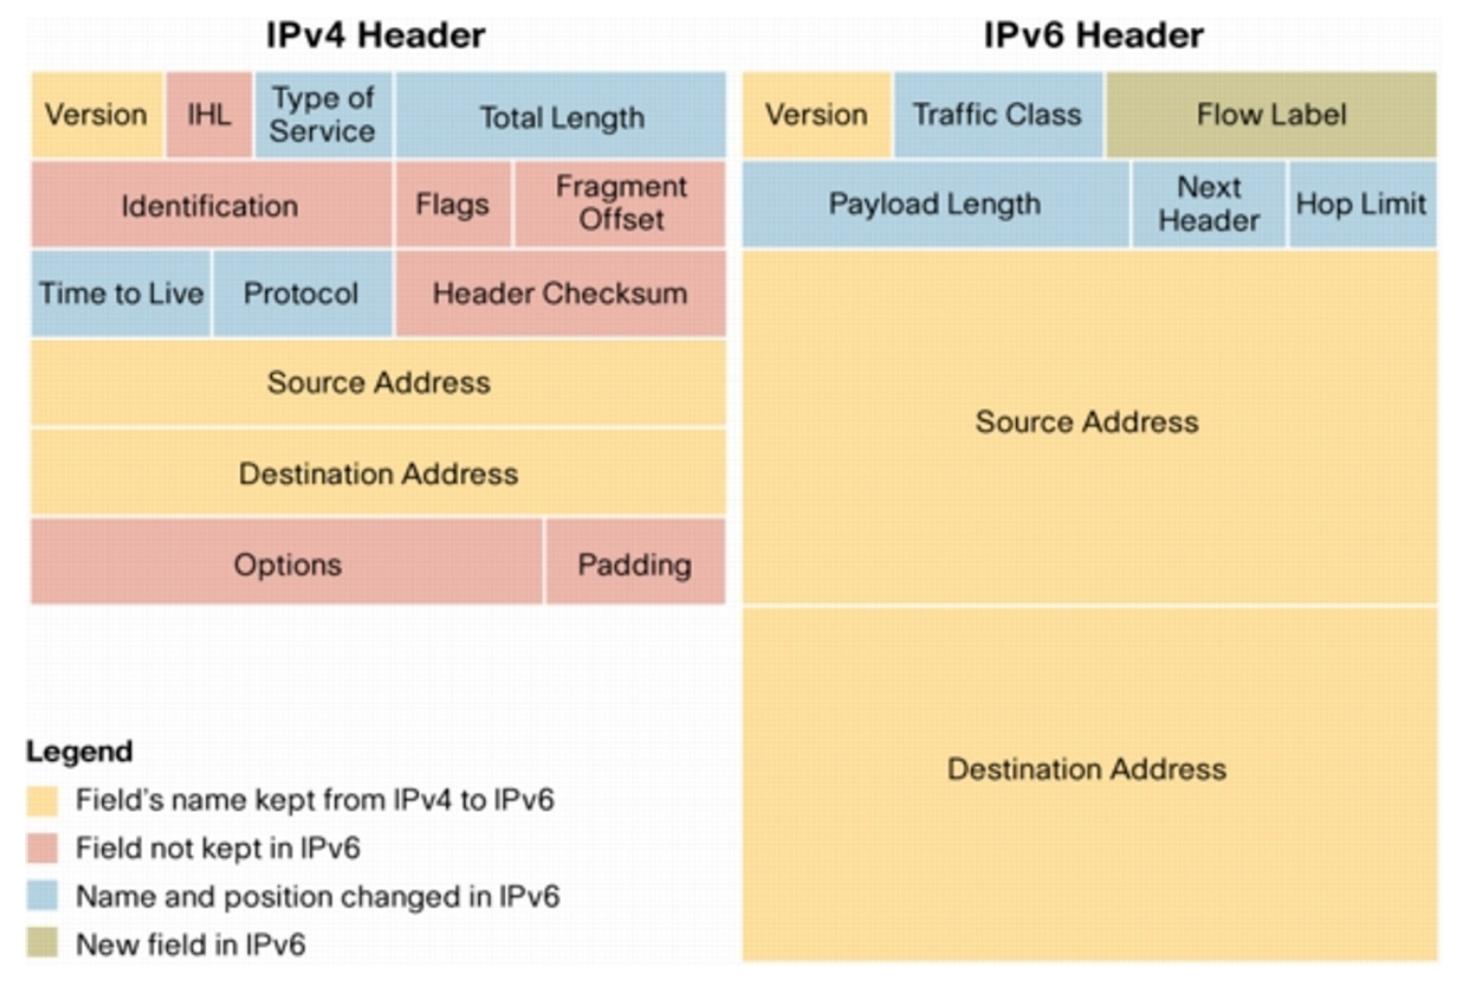 IPv4 Header
Version
IHL
Type of
Service
Total Length
Identification
Flags
Fragment
Offset
Time to Live
Protocol
Header Checksum
Source Address
Destination Address
Options
Padding
IPv6 Header
Version
Traffic Class
Flow Label
Payload Length
Next
Header
Hop Limit
Source Address
Destination Address
Legend
Field's name kept from IPv4 to IPv6
Field not kept in IPv6
Name and position changed in IPv6
New field in IPv6